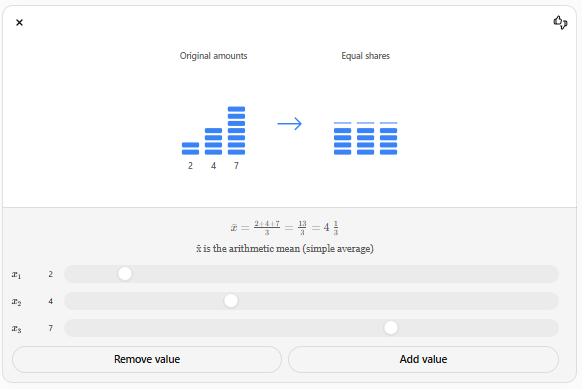 ×
Original amounts Equal shares
2 4 7
x̄ = (2+4+7)/3 = 13/3 = 4 1/3
x̄ is the arithmetic mean (simple average)
x₁ 2
x₂ 4
x₃ 7
Remove value Add value